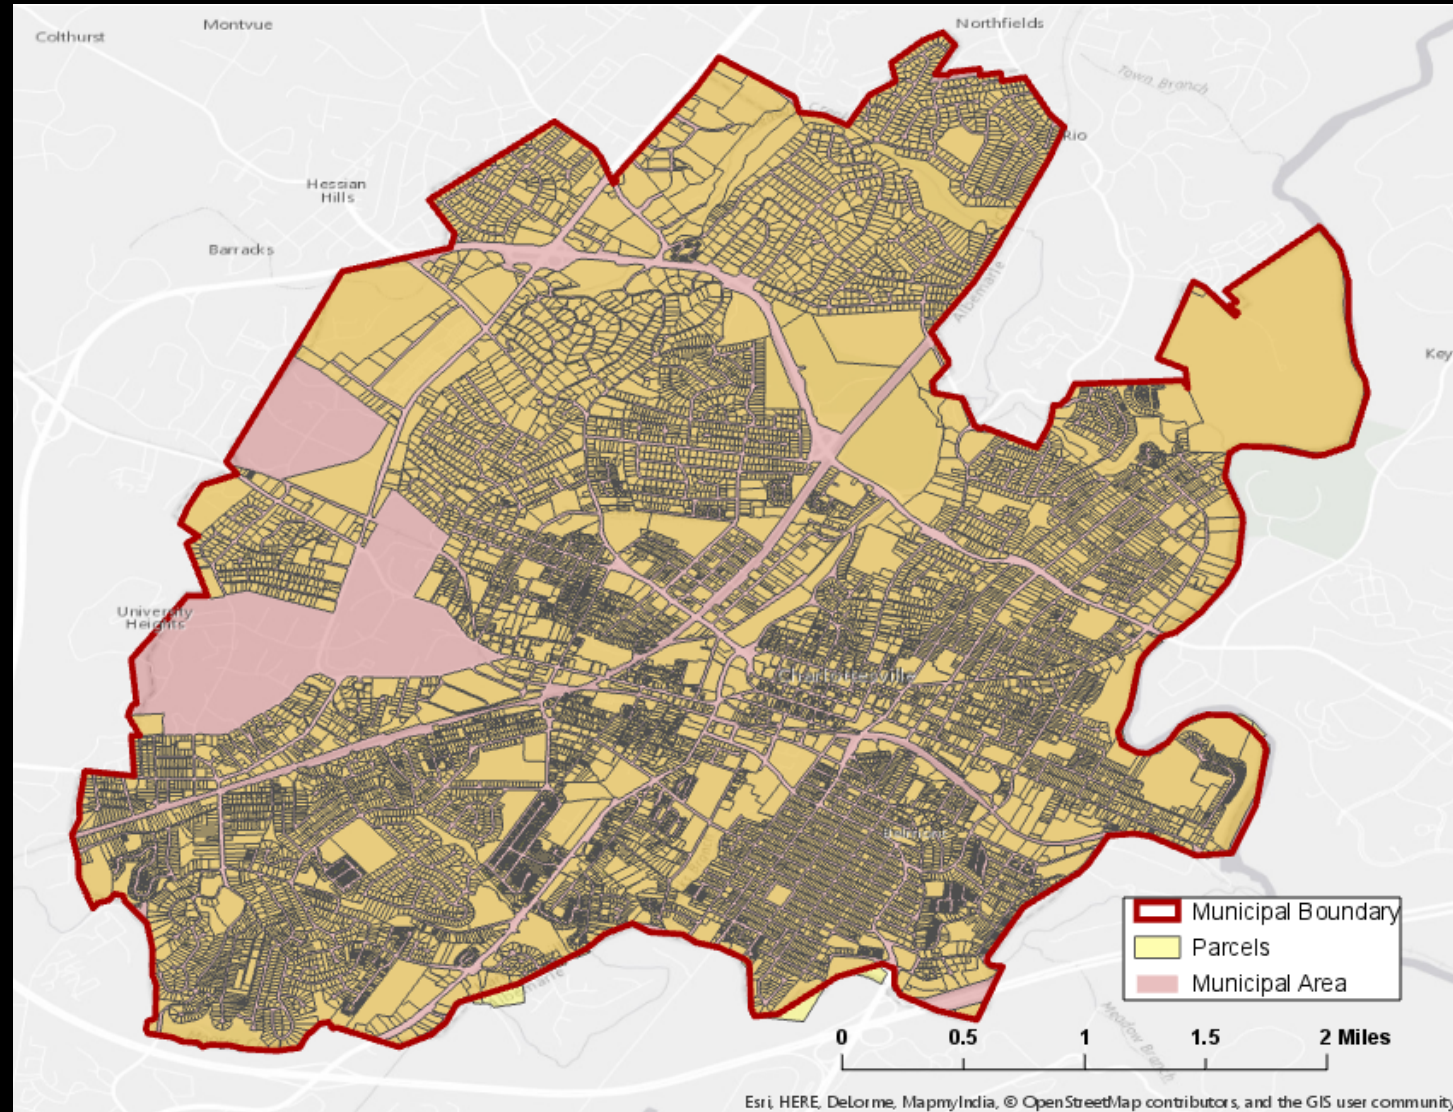 Northfields
Montvue
Colthurst
Town Branch
Rio
Hessian
Hills
Barracks
Albemarle
Key
University
Heights
Charlottesville
Albemarle
Municipal Boundary
Parcels
Municipal Area
Meadow Branch
0 0.5 1 1.5 2 Miles
Esri, HERE, DeLorme, MapmyIndia, © OpenStreetMap contributors, and the GIS user communit